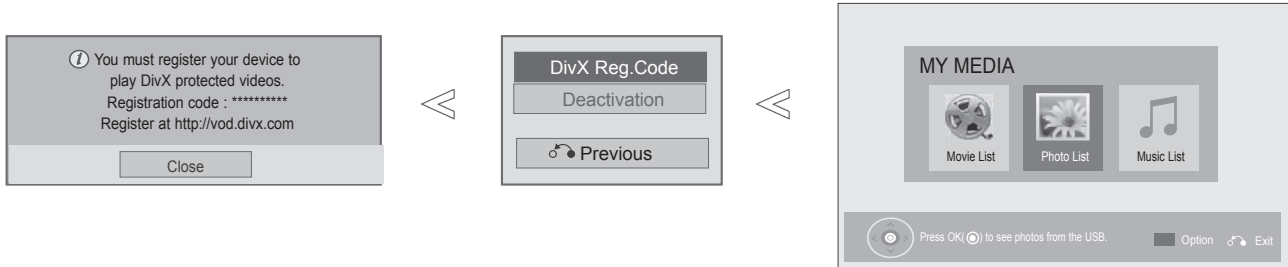 You must register your device to
play DivX protected videos.
Registration code : **********
Register at http://vod.divx.com
Close
DivX Reg.Code
Deactivation
Previous
MY MEDIA
Movie List
Photo List
Music List
Press OK(◉) to see photos from the USB.
Option
Exit